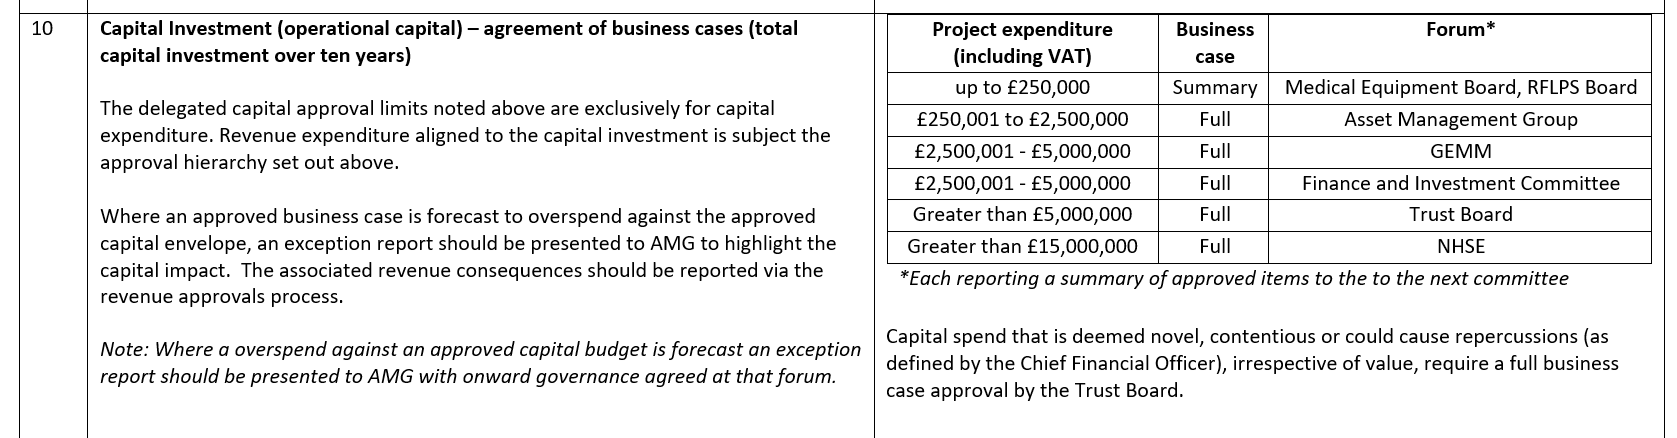 10
Capital Investment (operational capital) – agreement of business cases (total
capital investment over ten years)
The delegated capital approval limits noted above are exclusively for capital
expenditure. Revenue expenditure aligned to the capital investment is subject the
approval hierarchy set out above.
Where an approved business case is forecast to overspend against the approved
capital envelope, an exception report should be presented to AMG to highlight the
capital impact.  The associated revenue consequences should be reported via the
revenue approvals process.
Note: Where a overspend against an approved capital budget is forecast an exception
report should be presented to AMG with onward governance agreed at that forum.
Project expenditure (including VAT) Business case Forum*
up to £250,000 Summary Medical Equipment Board, RFLPS Board
£250,001 to £2,500,000 Full Asset Management Group
£2,500,001 - £5,000,000 Full GEMM
£2,500,001 - £5,000,000 Full Finance and Investment Committee
Greater than £5,000,000 Full Trust Board
Greater than £15,000,000 Full NHSE
*Each reporting a summary of approved items to the to the next committee
Capital spend that is deemed novel, contentious or could cause repercussions (as
defined by the Chief Financial Officer), irrespective of value, require a full business
case approval by the Trust Board.